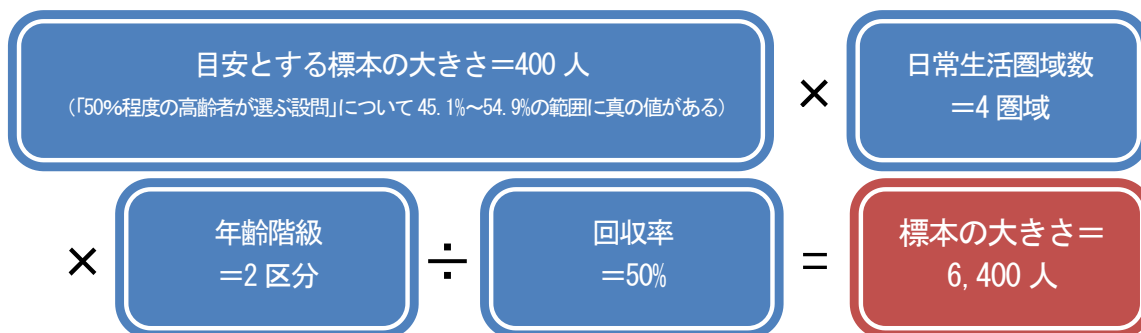 目安とする標本の大きさ=400 人
(「50%程度の高齢者が選ぶ設問」について 45.1%~54.9%の範囲に真の値がある)
×
日常生活圏域数
=4 圏域
×
年齢階級
=2 区分
÷
回収率
=50%
=
標本の大きさ=
6,400 人